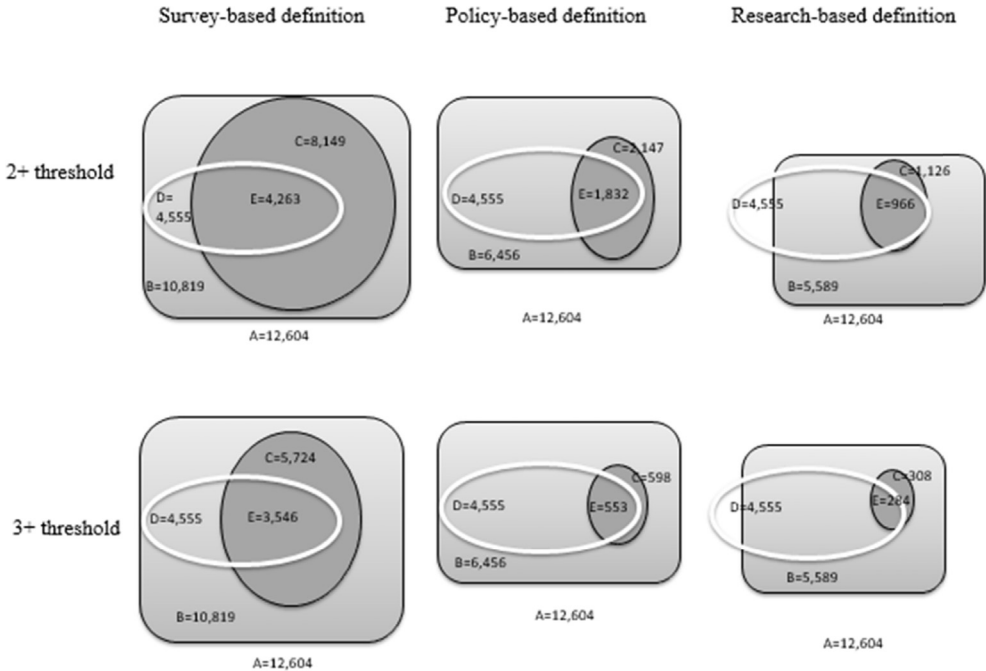 Survey-based definition
Policy-based definition
Research-based definition
2+ threshold
C=8,149
D=
4,555
E=4,263
B=10,819
A=12,604
C=2,147
D=4,555
E=1,832
B=6,456
A=12,604
C=1,126
D=4,555
E=966
B=5,589
A=12,604
3+ threshold
C=5,724
D=4,555
E=3,546
B=10,819
A=12,604
C=598
D=4,555
E=553
B=6,456
A=12,604
C=308
E=284
D=4,555
B=5,589
A=12,604